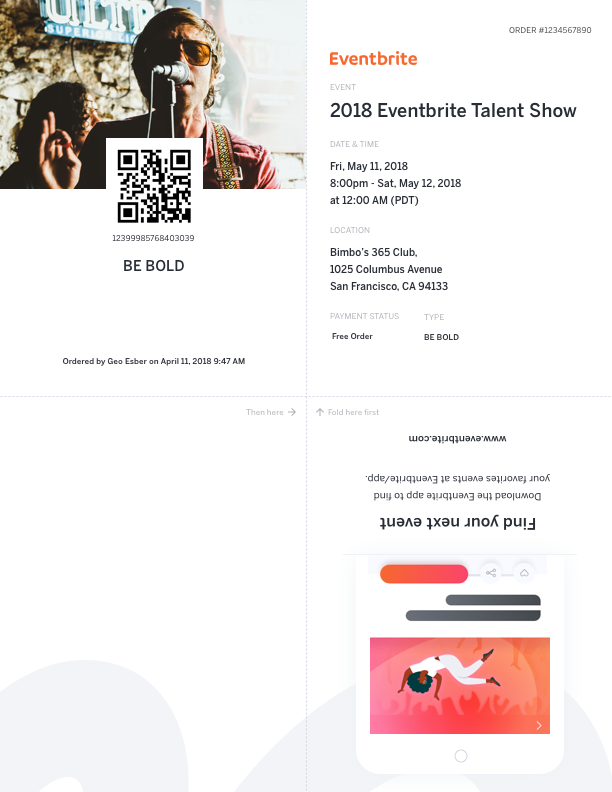 SUPERIOR
12399985768403039
BE BOLD
Ordered by Geo Esber on April 11, 2018 9:47 AM
ORDER #1234567890
Eventbrite
EVENT
2018 Eventbrite Talent Show
DATE & TIME
Fri, May 11, 2018
8:00pm - Sat, May 12, 2018
at 12:00 AM (PDT)
LOCATION
Bimbo's 365 Club,
1025 Columbus Avenue
San Francisco, CA 94133
PAYMENT STATUS TYPE
Free Order BE BOLD
Then here
Fold here first
Find your next event
Download the Eventbrite app to find
your favorites events at Eventbrite/app.
www.eventbrite.com